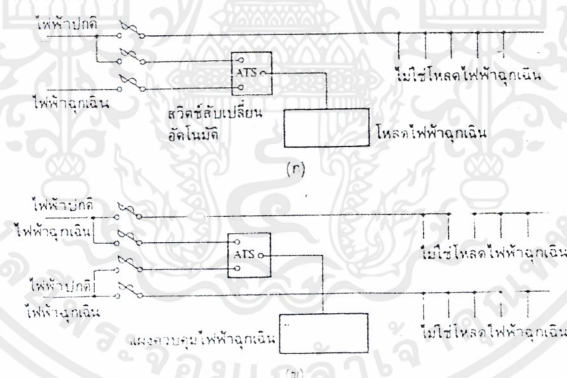 ไฟฟ้าปกติ
ATS
ไม่ใช่โหลดไฟฟ้าฉุกเฉิน
ไฟฟ้าฉุกเฉิน
สวิตช์สับเปลี่ยน
อัตโนมัติ
โหลดไฟฟ้าฉุกเฉิน
(ก)
ไฟฟ้าปกติ
ไฟฟ้าฉุกเฉิน
ATS
ไม่ใช่โหลดไฟฟ้าฉุกเฉิน
ไฟฟ้าปกติ
ไฟฟ้าฉุกเฉิน
แผงควบคุมไฟฟ้าฉุกเฉิน
ไม่ใช่โหลดไฟฟ้าฉุกเฉิน
(ข)